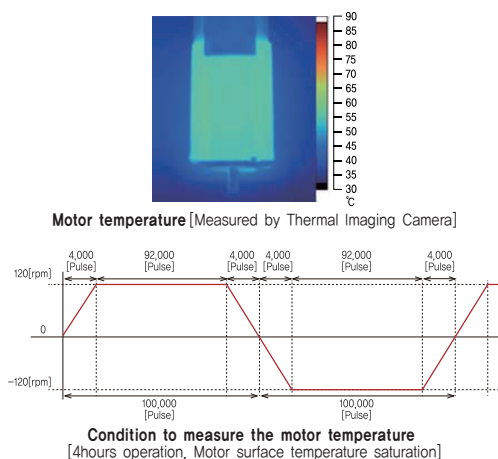 90
85
80
75
70
65
60
55
50
45
40
35
30
℃
Motor temperature [Measured by Thermal Imaging Camera]
4,000 92,000 4,000 4,000 92,000 4,000
[Pulse] [Pulse] [Pulse] [Pulse] [Pulse] [Pulse]
120[rpm]
0
-120[rpm]
100,000 100,000
[Pulse] [Pulse]
Condition to measure the motor temperature
[4hours operation, Motor surface temperature saturation]